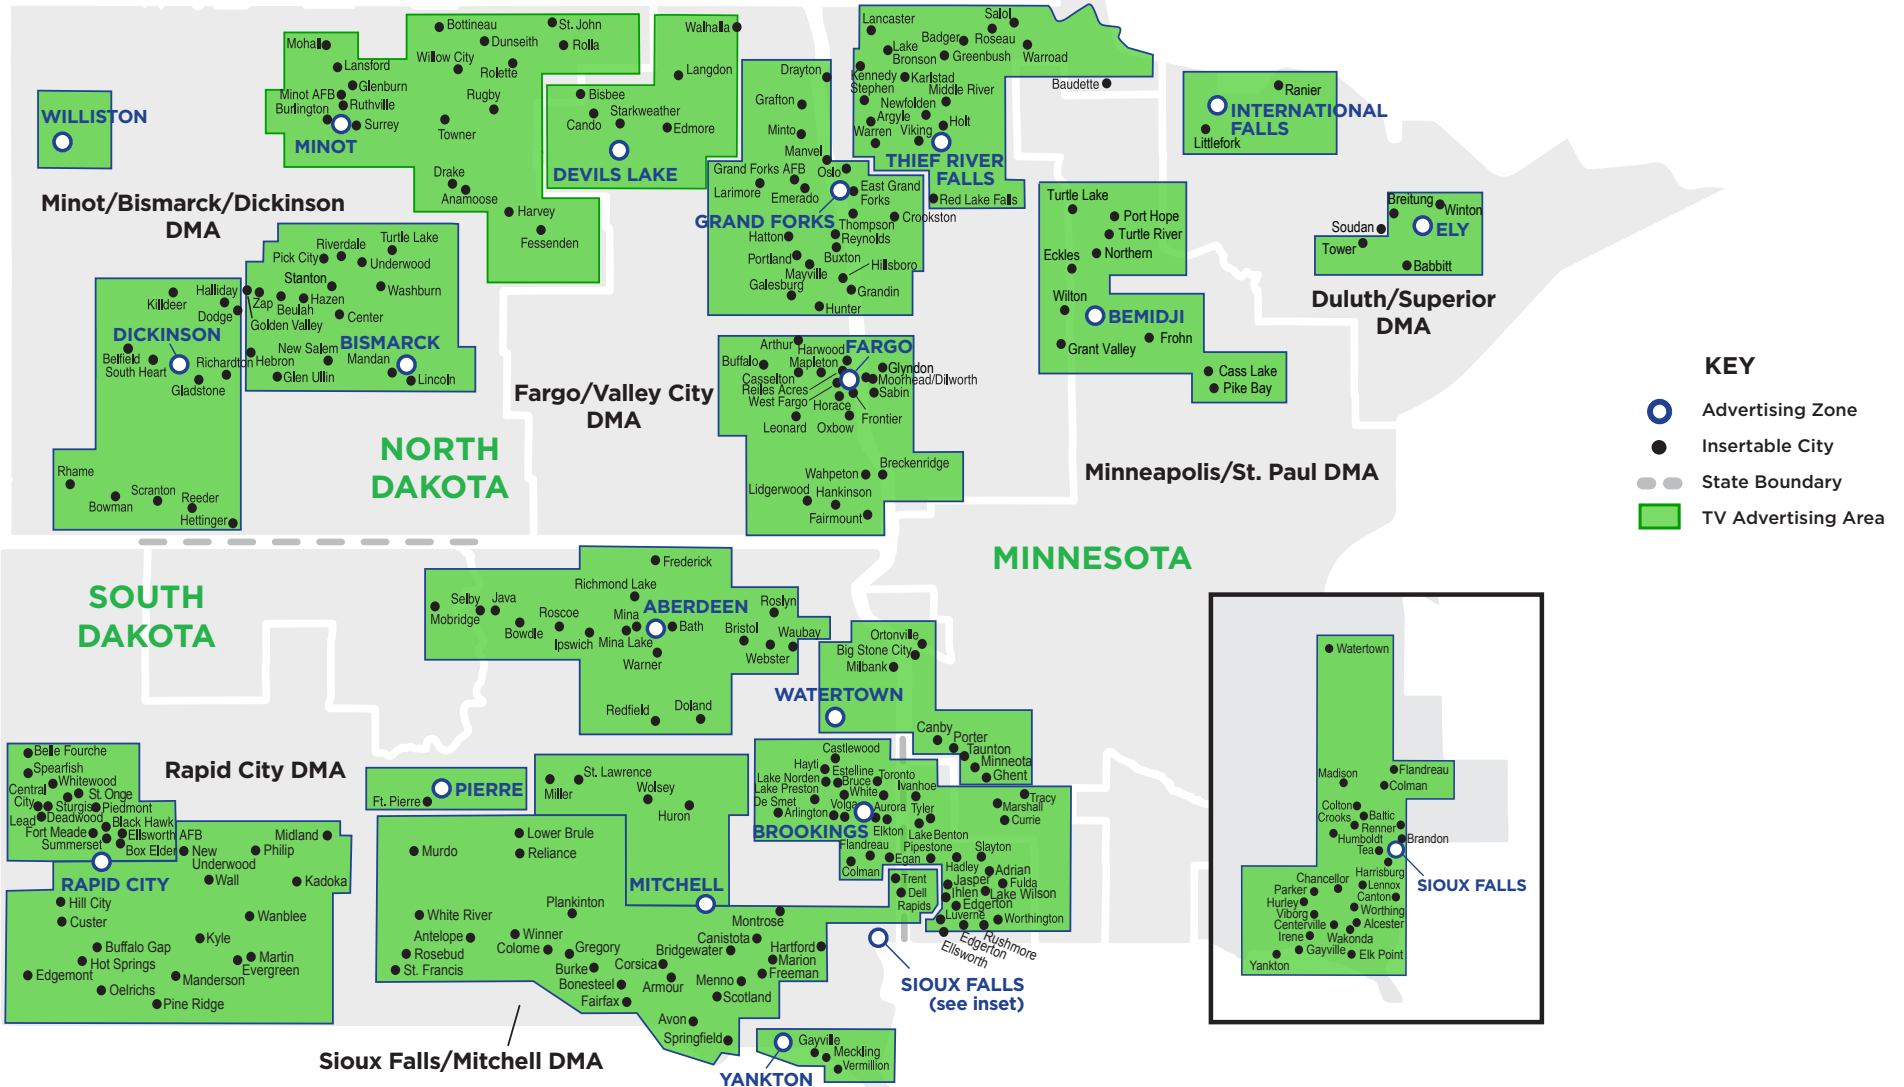 WILLISTON
Mohall
Lansford
Glenburn
Minot AFB
Burlington
Ruthville
Surrey
MINOT
Bottineau
St. John
Dunseith
Rolla
Willow City
Rolette
Rugby
Towner
Drake
Anamoose
Harvey
Fessenden
Walhalla
Langdon
Bisbee
Starkweather
Cando
Edmore
DEVILS LAKE
Drayton
Grafton
Minto
Manvel
Grand Forks AFB
Oslo
Larimore
Emerado
East Grand
Forks
GRAND FORKS
Crookston
Thompson
Hatton
Reynolds
Portland
Buxton
Mayville
Hillsboro
Galesburg
Grandin
Hunter
Lancaster
Salol
Badger
Roseau
Lake
Bronson
Greenbush
Warroad
Kennedy
Karlstad
Stephen
Middle River
Newfolden
Argyle
Holt
Warren
Viking
THIEF RIVER
FALLS
Red Lake Falls
Baudette
Ranier
INTERNATIONAL
FALLS
Littlefork
Breitung
Winton
Soudan
ELY
Tower
Babbitt
Duluth/Superior
DMA
Turtle Lake
Port Hope
Turtle River
Eckles
Northern
Wilton
BEMIDJI
Frohn
Grant Valley
Cass Lake
Pike Bay
Minot/Bismarck/Dickinson
DMA
Turtle Lake
Riverdale
Pick City
Underwood
Stanton
Washburn
Zap
Hazen
Beulah
Center
Golden Valley
New Salem
BISMARCK
Mandan
Hebron
Glen Ullin
Lincoln
Halliday
Killdeer
Dodge
DICKINSON
Belfield
South Heart
Richardton
Gladstone
Rhame
Scranton
Reeder
Bowman
Hettinger
NORTH
DAKOTA
Fargo/Valley City
DMA
Arthur
Harwood
FARGO
Buffalo
Mapleton
Glyndon
Casselton
Moorhead/Dilworth
Reiles Acres
Sabin
West Fargo
Horace
Frontier
Leonard
Oxbow
Wahpeton
Breckenridge
Lidgerwood
Hankinson
Fairmount
Minneapolis/St. Paul DMA
MINNESOTA
KEY
Advertising Zone
Insertable City
State Boundary
TV Advertising Area
SOUTH
DAKOTA
Frederick
Richmond Lake
Selby
Java
Mobridge
Bowdle
Roscoe
Ipswich
Mina
ABERDEEN
Mina Lake
Bath
Warner
Roslyn
Bristol
Waubay
Webster
Redfield
Doland
Ortonville
Big Stone City
Milbank
WATERTOWN
Canby
Porter
Taunton
Minneota
Ghent
Rapid City DMA
Belle Fourche
Spearfish
Whitewood
Central
City
St. Onge
Sturgis
Piedmont
Lead
Deadwood
Black Hawk
Fort Meade
Ellsworth AFB
Summerset
Box Elder
RAPID CITY
Midland
New
Underwood
Philip
Wall
Kadoka
Hill City
Custer
Wanblee
Kyle
Buffalo Gap
Hot Springs
Martin
Evergreen
Edgemont
Manderson
Oelrichs
Pine Ridge
PIERRE
Ft. Pierre
St. Lawrence
Miller
Wolsey
Huron
Murdo
Lower Brule
Reliance
MITCHELL
White River
Plankinton
Antelope
Winner
Colome
Gregory
Rosebud
St. Francis
Burke
Bonesteel
Fairfax
Corsica
Armour
Montrose
Canistota
Bridgewater
Hartford
Marion
Freeman
Menno
Scotland
Avon
Springfield
Castlewood
Hayti
Estelline
Lake Norden
Bruce
Toronto
Lake Preston
White
Ivanhoe
De Smet
Volga
Aurora
Arlington
Tyler
BROOKINGS
Elkton
Lake Benton
Flandreau
Pipestone
Egan
Colman
Tracy
Marshall
Currie
Slayton
Hadley
Adrian
Jasper
Fulda
Ihlen
Lake Wilson
Edgerton
Luverne
Worthington
Rushmore
Edgerton
Ellsworth
Trent
Dell
Rapids
SIOUX FALLS
(see inset)
Sioux Falls/Mitchell DMA
Gayville
Meckling
Vermillion
YANKTON
Watertown
Flandreau
Madison
Colman
Colton
Crooks
Baltic
Renner
Humboldt
Brandon
Tea
Harrisburg
SIOUX FALLS
Chancellor
Lennox
Parker
Canton
Hurley
Worthing
Viborg
Alcester
Centerville
Irene
Wakonda
Gayville
Elk Point
Yankton